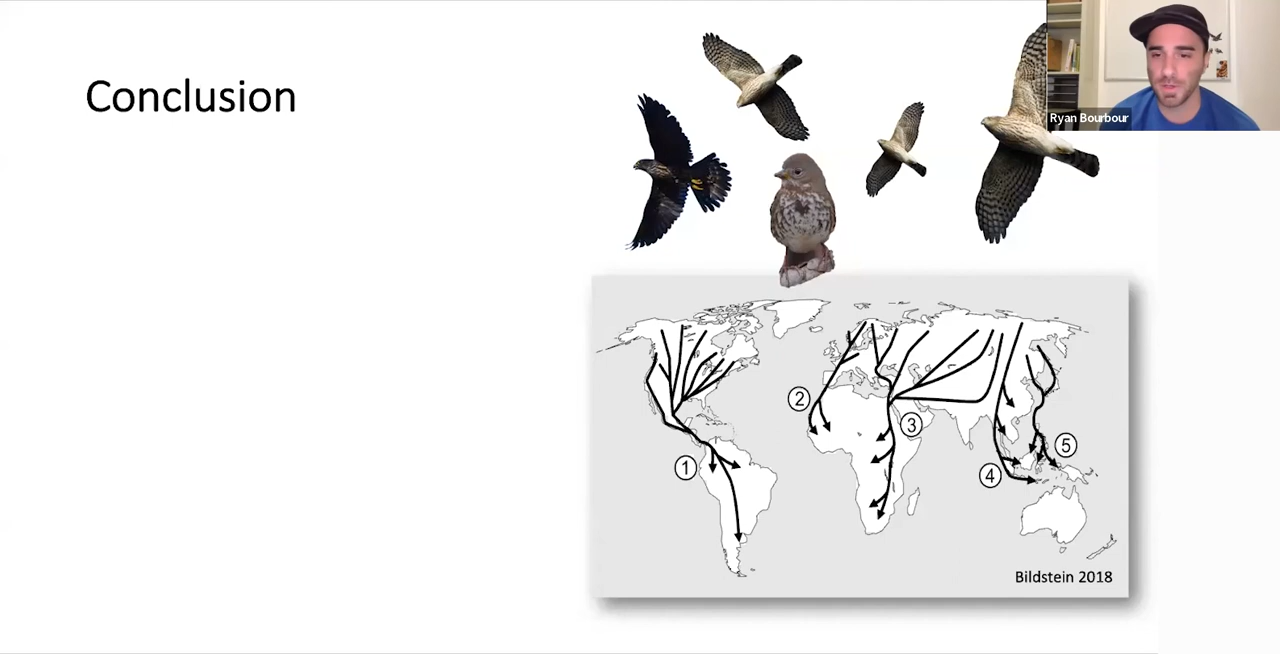 Conclusion
Ryan Bourbour
①
②
③
④
⑤
Bildstein 2018